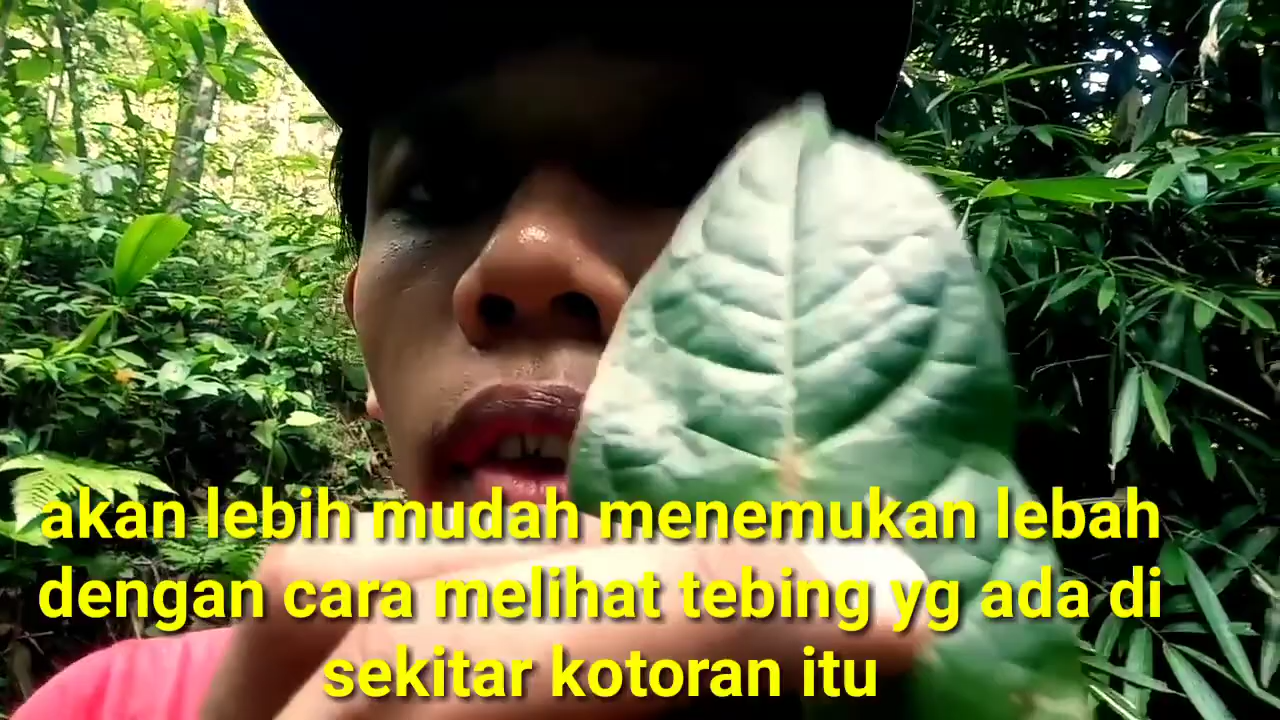 akan lebih mudah menemukan lebah
dengan cara melihat tebing yg ada di
sekitar kotoran itu